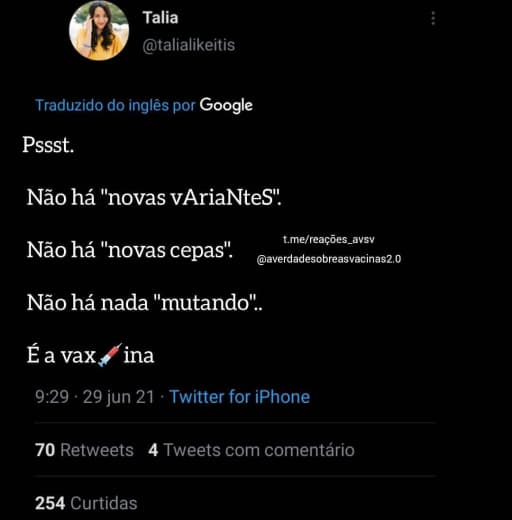 Talia
@talialikeitis
Traduzido do inglês por Google
Pssst.
Não há "novas vAriaNteS".
Não há "novas cepas".
t.me/reações_avsv
@averdadesobreasvacinas2.0
Não há nada "mutando"..
É a vax💉ina
9:29 · 29 jun 21 · Twitter for iPhone
70 Retweets 4 Tweets com comentário
254 Curtidas